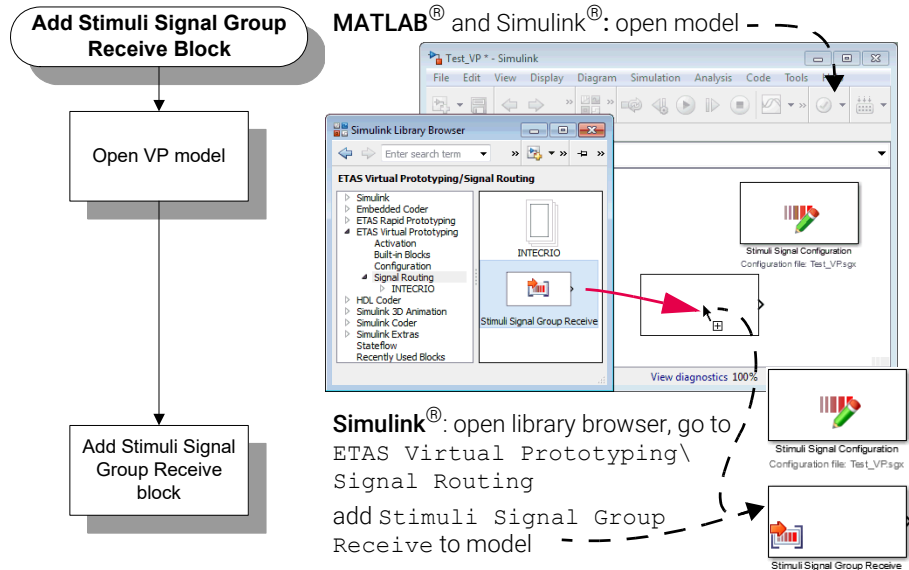 Add Stimuli Signal Group
Receive Block
Open VP model
Add Stimuli Signal
Group Receive
block
MATLAB® and Simulink®: open model
Test_VP * - Simulink
File Edit View Display Diagram Simulation Analysis Code Tools
Simulink Library Browser
Enter search term
ETAS Virtual Prototyping/Signal Routing
Simulink
Embedded Coder
ETAS Rapid Prototyping
ETAS Virtual Prototyping
Activation
Built-in Blocks
Configuration
Signal Routing
INTECRIO
HDL Coder
Simulink 3D Animation
Simulink Coder
Simulink Extras
Stateflow
Recently Used Blocks
INTECRIO
Stimuli Signal Group Receive
Stimuli Signal Configuration
Configuration file: Test_VP.sgx
View diagnostics 100%
Simulink®: open library browser, go to
ETAS Virtual Prototyping\
Signal Routing
add Stimuli Signal Group
Receive to model
Stimuli Signal Configuration
Configuration file: Test_VP.sgx
Stimuli Signal Group Receive